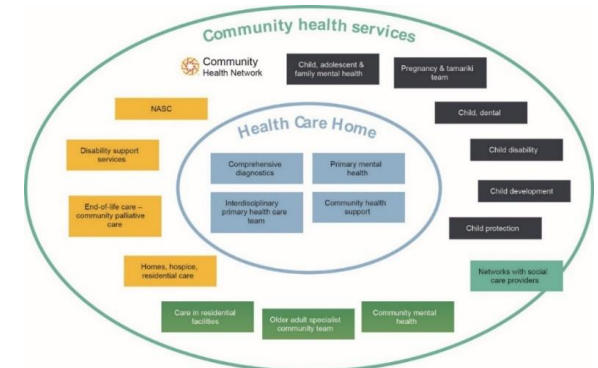 Community health services
Community
Health Network
Child, adolescent &
family mental health
Pregnancy & tamariki
team
NASC
Child, dental
Health Care Home
Disability support
services
Child disability
Comprehensive
diagnostics
Primary mental
health
Child development
End-of-life care –
community palliative
care
Interdisciplinary
primary health care
team
Community health
support
Child protection
Homes, hospice,
residential care
Networks with social
care providers
Care in residential
facilities
Older adult specialist
community team
Community mental
health